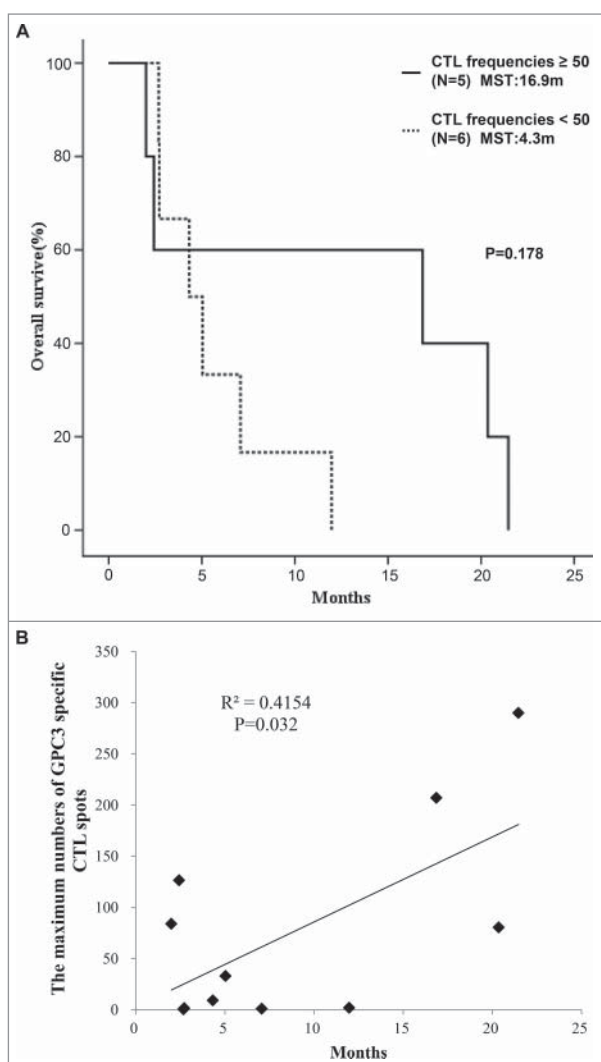 A
CTL frequencies ≥ 50
(N=5) MST:16.9m
CTL frequencies < 50
(N=6) MST:4.3m
P=0.178
Overall survive(%)
100
80
60
40
20
0
0 5 10 15 20 25
Months
B
The maximum numbers of GPC3 specific
CTL spots
R² = 0.4154
P=0.032
350
300
250
200
150
100
50
0
0 5 10 15 20 25
Months